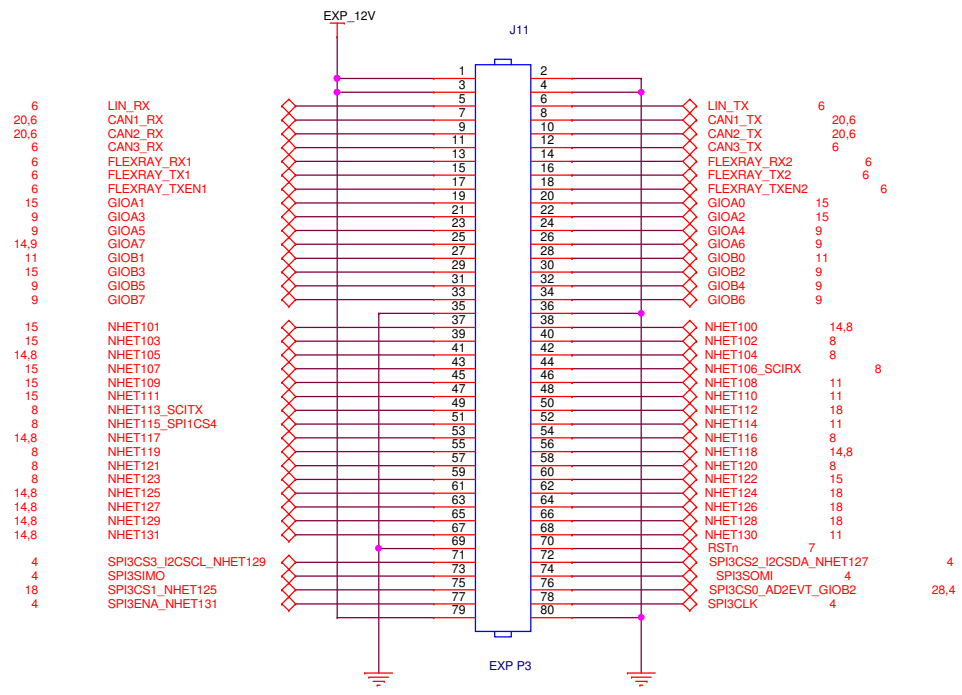 EXP_12V
J11
1 2
3 4
6 LIN_RX 5 6 LIN_TX 6
20,6 CAN1_RX 7 8 CAN1_TX 20,6
20,6 CAN2_RX 9 10 CAN2_TX 20,6
6 CAN3_RX 11 12 CAN3_TX 6
6 FLEXRAY_RX1 13 14 FLEXRAY_RX2 6
6 FLEXRAY_TX1 15 16 FLEXRAY_TX2 6
6 FLEXRAY_TXEN1 17 18 FLEXRAY_TXEN2 6
15 GIOA1 19 20 GIOA0 15
9 GIOA3 21 22 GIOA2 15
9 GIOA5 23 24 GIOA4 9
14,9 GIOA7 25 26 GIOA6 9
11 GIOB1 27 28 GIOB0 11
15 GIOB3 29 30 GIOB2 9
9 GIOB5 31 32 GIOB4 9
9 GIOB7 33 34 GIOB6 9
35 36
15 NHET101 37 38 NHET100 14,8
15 NHET103 39 40 NHET102 8
14,8 NHET105 41 42 NHET104 8
15 NHET107 43 44 NHET106_SCIRX 8
15 NHET109 45 46 NHET108 11
15 NHET111 47 48 NHET110 11
8 NHET113_SCITX 49 50 NHET112 18
8 NHET115_SPI1CS4 51 52 NHET114 11
14,8 NHET117 53 54 NHET116 8
8 NHET119 55 56 NHET118 14,8
8 NHET121 57 58 NHET120 8
8 NHET123 59 60 NHET122 15
14,8 NHET125 61 62 NHET124 18
14,8 NHET127 63 64 NHET126 18
14,8 NHET129 65 66 NHET128 18
14,8 NHET131 67 68 NHET130 11
69 70 RSTn 7
4 SPI3CS3_I2CSCL_NHET129 71 72 SPI3CS2_I2CSDA_NHET127 4
4 SPI3SIMO 73 74 SPI3SOMI 4
18 SPI3CS1_NHET125 75 76 SPI3CS0_AD2EVT_GIOB2 28,4
4 SPI3ENA_NHET131 77 78 SPI3CLK 4
79 80
EXP P3